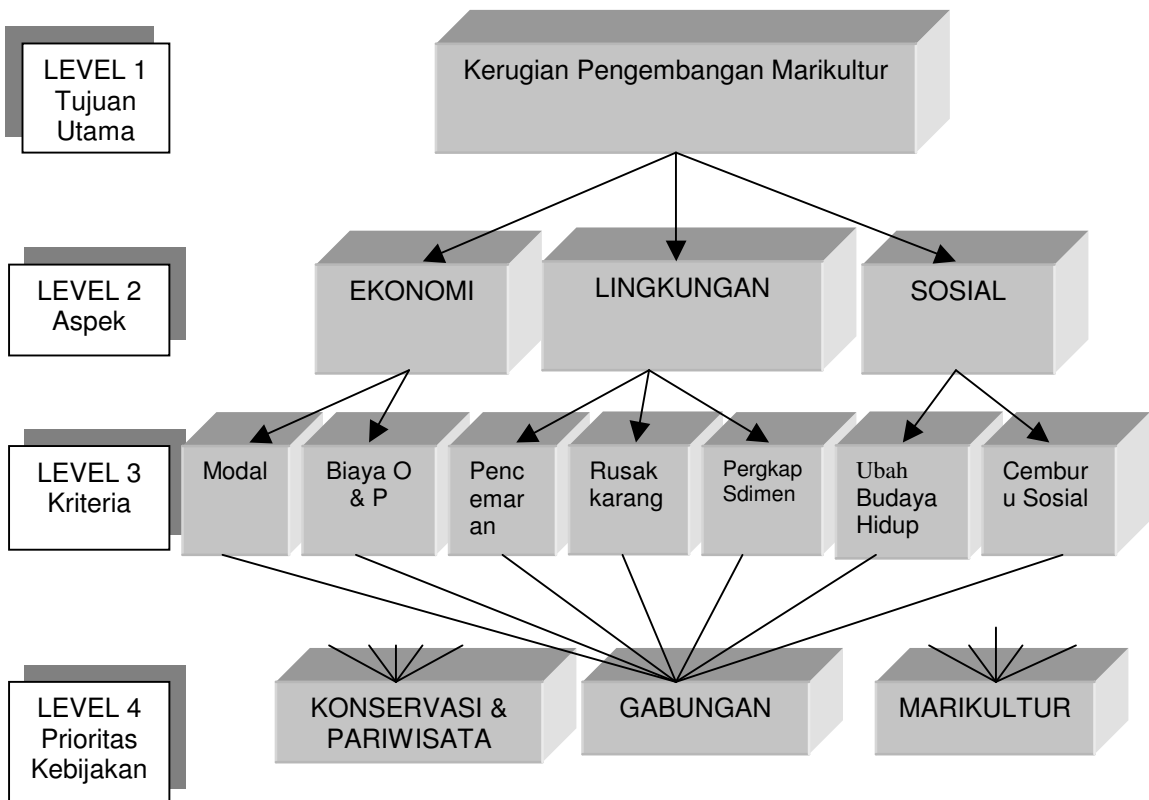 LEVEL 1
Tujuan
Utama
Kerugian Pengembangan Marikultur
LEVEL 2
Aspek
EKONOMI
LINGKUNGAN
SOSIAL
LEVEL 3
Kriteria
Modal
Biaya O
& P
Penc
emar
an
Rusak
karang
Pergkap
Sdimen
Ubah
Budaya
Hidup
Cembur
u Sosial
LEVEL 4
Prioritas
Kebijakan
KONSERVASI &
PARIWISATA
GABUNGAN
MARIKULTUR